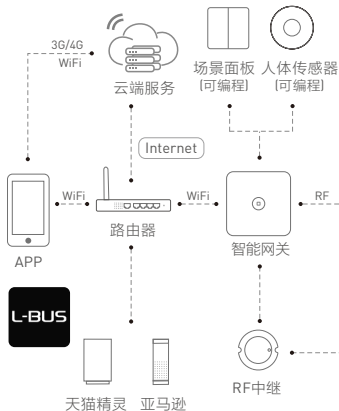 3G/4G
WiFi
云端服务
场景面板
(可编程)
人体传感器
(可编程)
Internet
WiFi
WiFi
RF
路由器
智能网关
APP
L-BUS
RF中继
天猫精灵
亚马逊